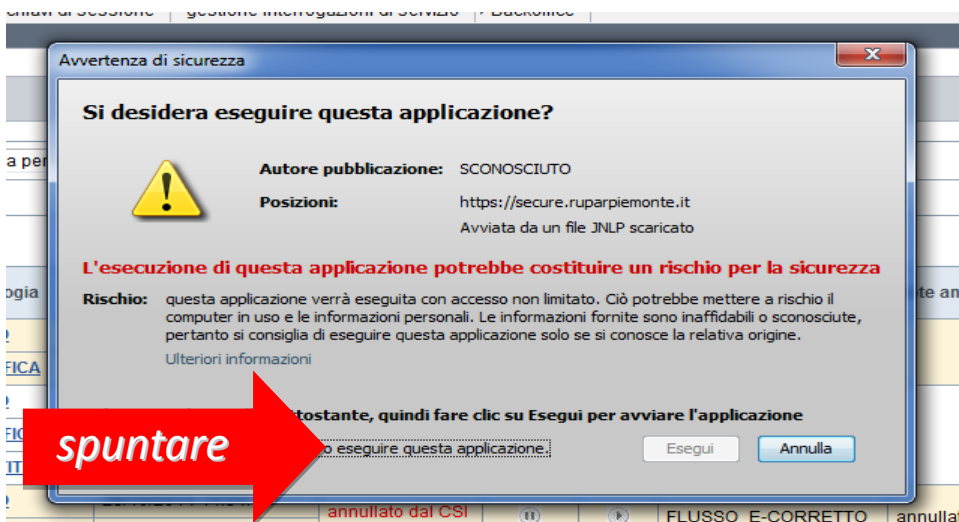 chiavi di sessione gestione interrogazioni di servizio Backoffice
Avvertenza di sicurezza
Si desidera eseguire questa applicazione?
a per
Autore pubblicazione: SCONOSCIUTO
Posizioni: https://secure.ruparpiemonte.it
Avviata da un file JNLP scaricato
L'esecuzione di questa applicazione potrebbe costituire un rischio per la sicurezza
ogia
Rischio: questa applicazione verrà eseguita con accesso non limitato. Ciò potrebbe mettere a rischio il
computer in uso e le informazioni personali. Le informazioni fornite sono inaffidabili o sconosciute,
pertanto si consiglia di eseguire questa applicazione solo se si conosce la relativa origine.
Ulteriori informazioni
FICA
tostante, quindi fare clic su Esegui per avviare l'applicazione
spuntare
o eseguire questa applicazione.
Esegui Annulla
annullato dal CSI FLUSSO_E-CORRETTO annullat